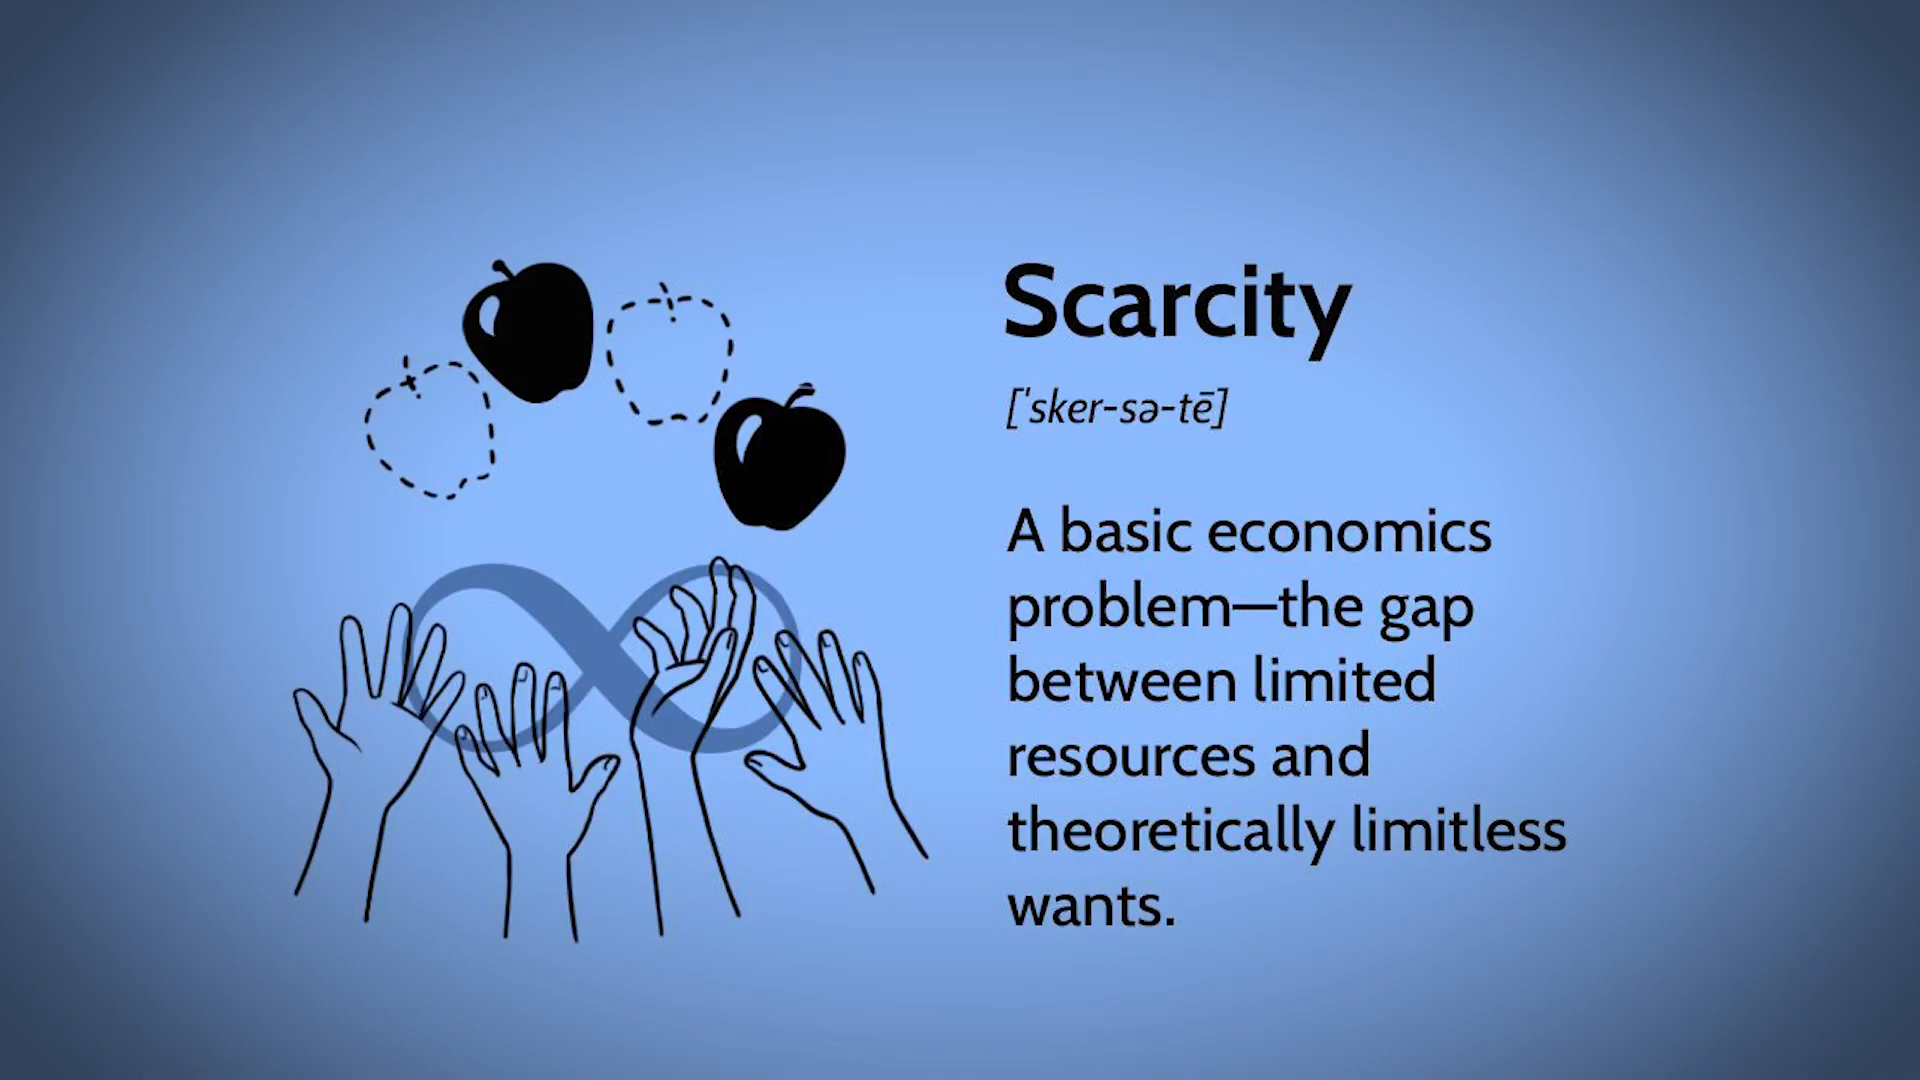 Scarcity
[ˈsker-sə-tē]
A basic economics
problem—the gap
between limited
resources and
theoretically limitless
wants.